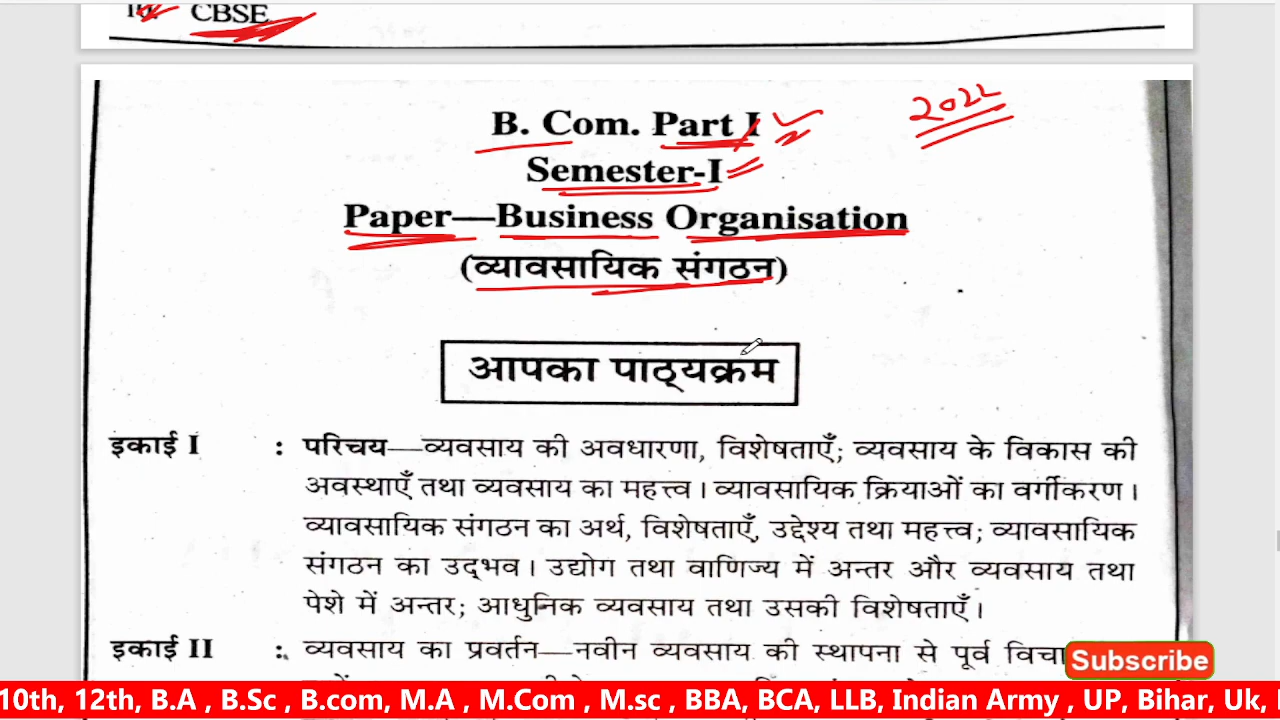 CBSE
B. Com. Part I
2022
Semester-I
Paper—Business Organisation
(व्यावसायिक संगठन)
आपका पाठ्यक्रम
इकाई I : परिचय—व्यवसाय की अवधारणा, विशेषताएँ; व्यवसाय के विकास की
अवस्थाएँ तथा व्यवसाय का महत्त्व। व्यावसायिक क्रियाओं का वर्गीकरण।
व्यावसायिक संगठन का अर्थ, विशेषताएँ, उद्देश्य तथा महत्त्व; व्यावसायिक
संगठन का उद्भव। उद्योग तथा वाणिज्य में अन्तर और व्यवसाय तथा
पेशे में अन्तर; आधुनिक व्यवसाय तथा उसकी विशेषताएँ।
इकाई II : व्यवसाय का प्रवर्तन—नवीन व्यवसाय की स्थापना से पूर्व
Subscribe
10th, 12th, B.A , B.Sc , B.com, M.A , M.Com , M.sc , BBA, BCA, LLB, Indian Army , UP, Bihar, Uk,